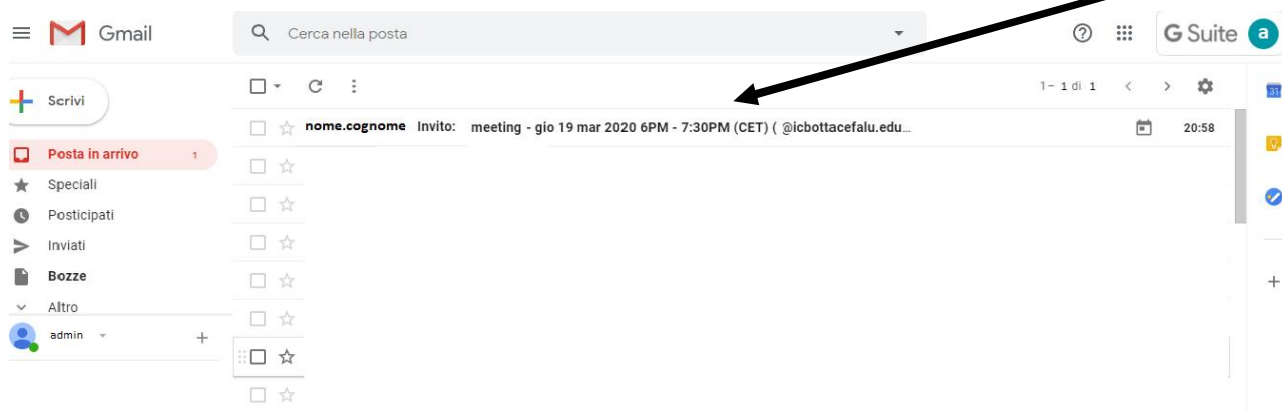 Gmail
Cerca nella posta
G Suite a
Scrivi
1– 1 di 1
31
nome.cognome Invito: meeting - gio 19 mar 2020 6PM - 7:30PM (CET) ( @icbottacefalu.edu... 20:58
Posta in arrivo 1
Speciali
Posticipati
Inviati
Bozze
Altro
admin